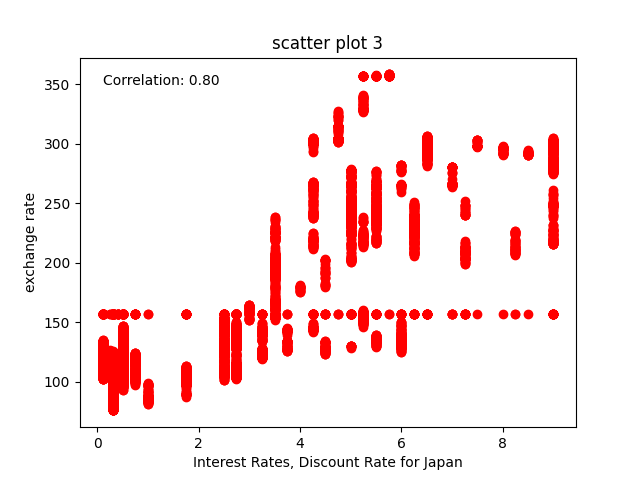 scatter plot 3
Correlation: 0.80
350
300
250
200
150
100
exchange rate
0 2 4 6 8
Interest Rates, Discount Rate for Japan